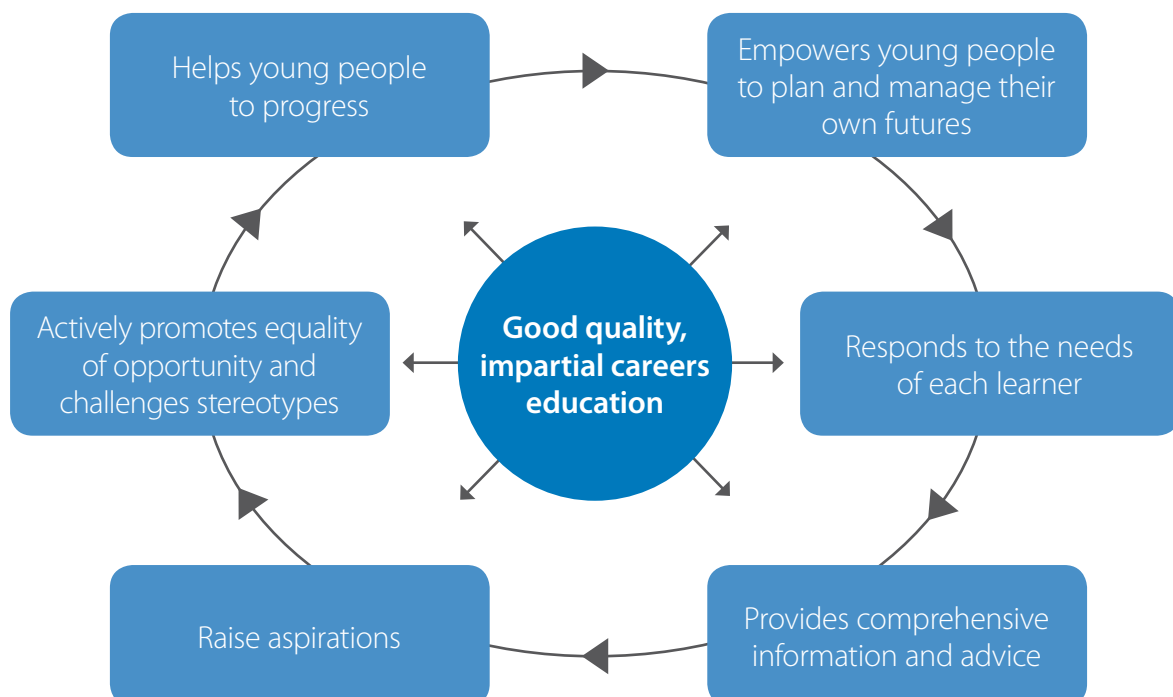 Helps young people
to progress
Empowers young people
to plan and manage their
own futures
Actively promotes equality
of opportunity and
challenges stereotypes
Good quality,
impartial careers
education
Responds to the needs
of each learner
Raise aspirations
Provides comprehensive
information and advice